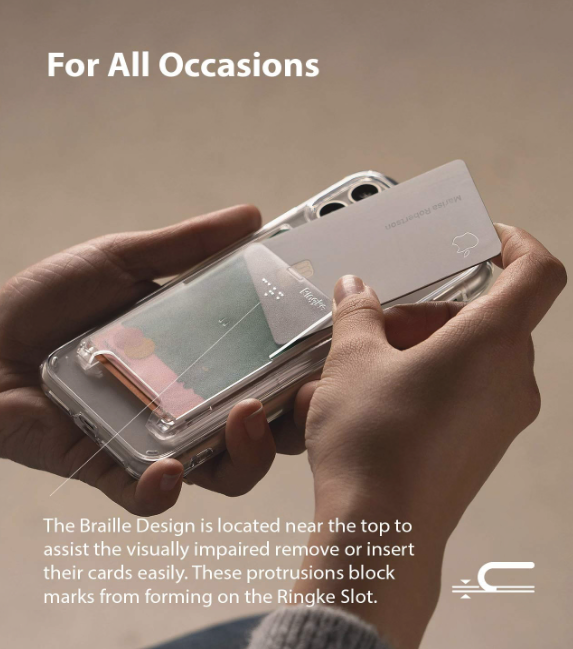 For All Occasions
Ringke
The Braille Design is located near the top to
assist the visually impaired remove or insert
their cards easily. These protrusions block
marks from forming on the Ringke Slot.